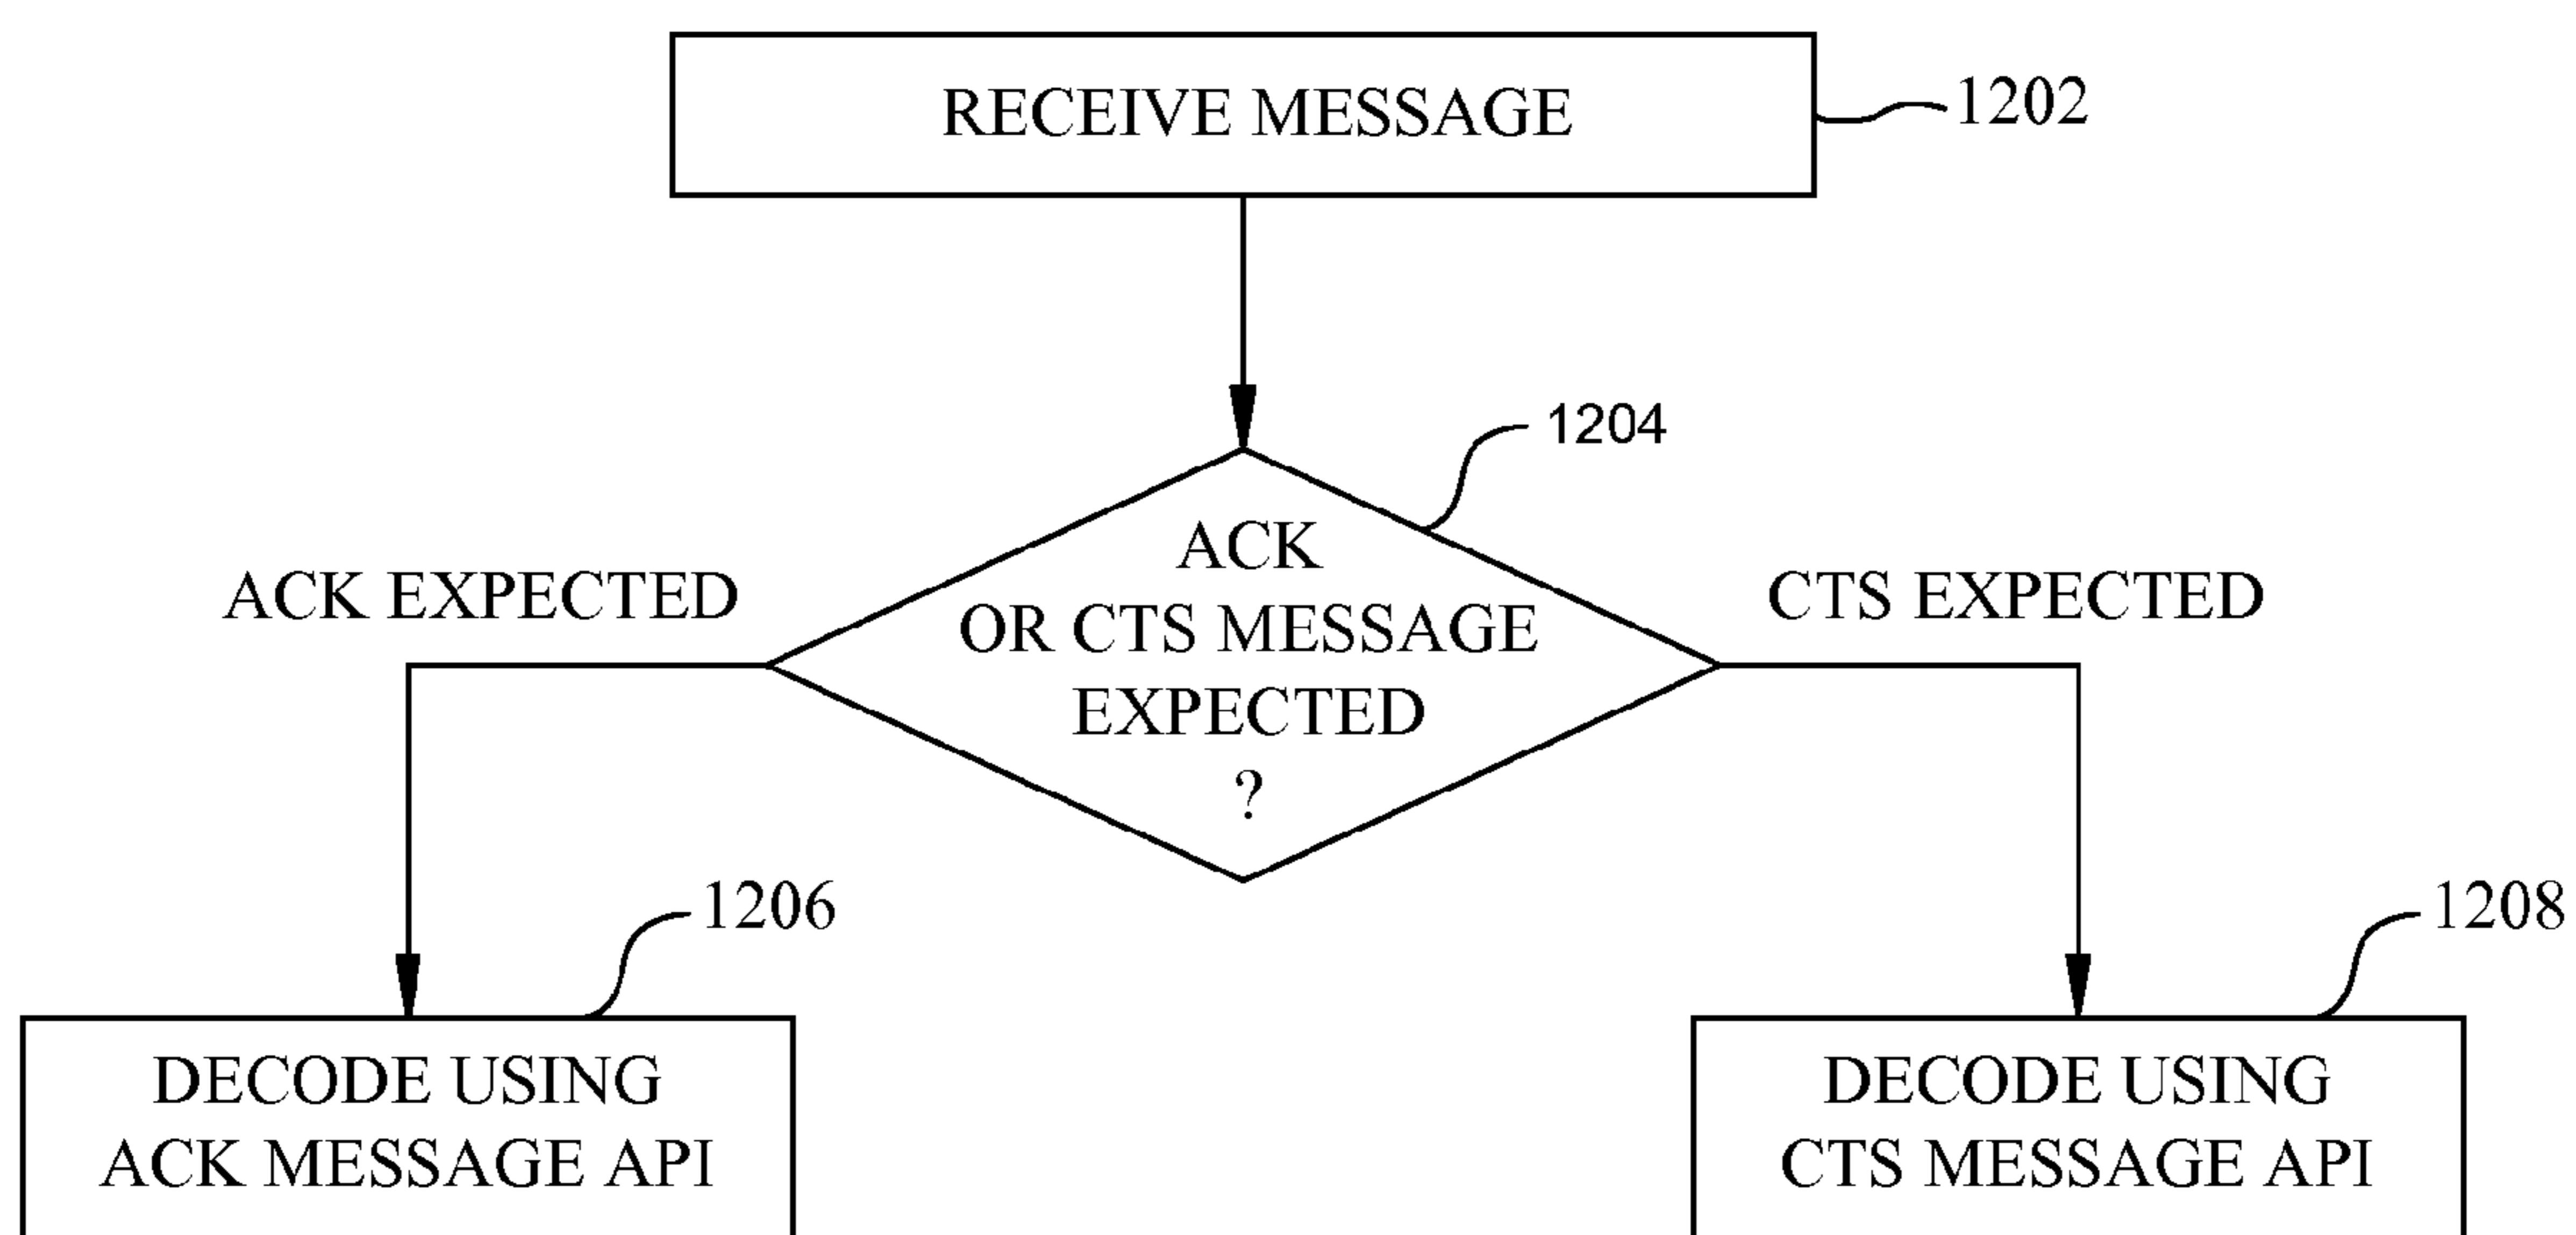 RECEIVE MESSAGE
1202
1204
ACK
OR CTS MESSAGE
EXPECTED
?
ACK EXPECTED
CTS EXPECTED
1206
1208
DECODE USING
ACK MESSAGE API
DECODE USING
CTS MESSAGE API